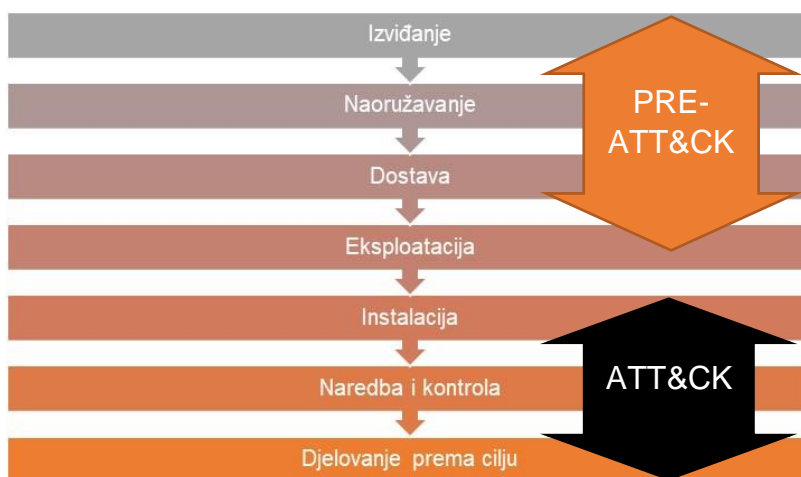 Izviđanje
Naoružavanje
Dostava
Eksploatacija
Instalacija
Naredba i kontrola
Djelovanje prema cilju
PRE-
ATT&CK
ATT&CK